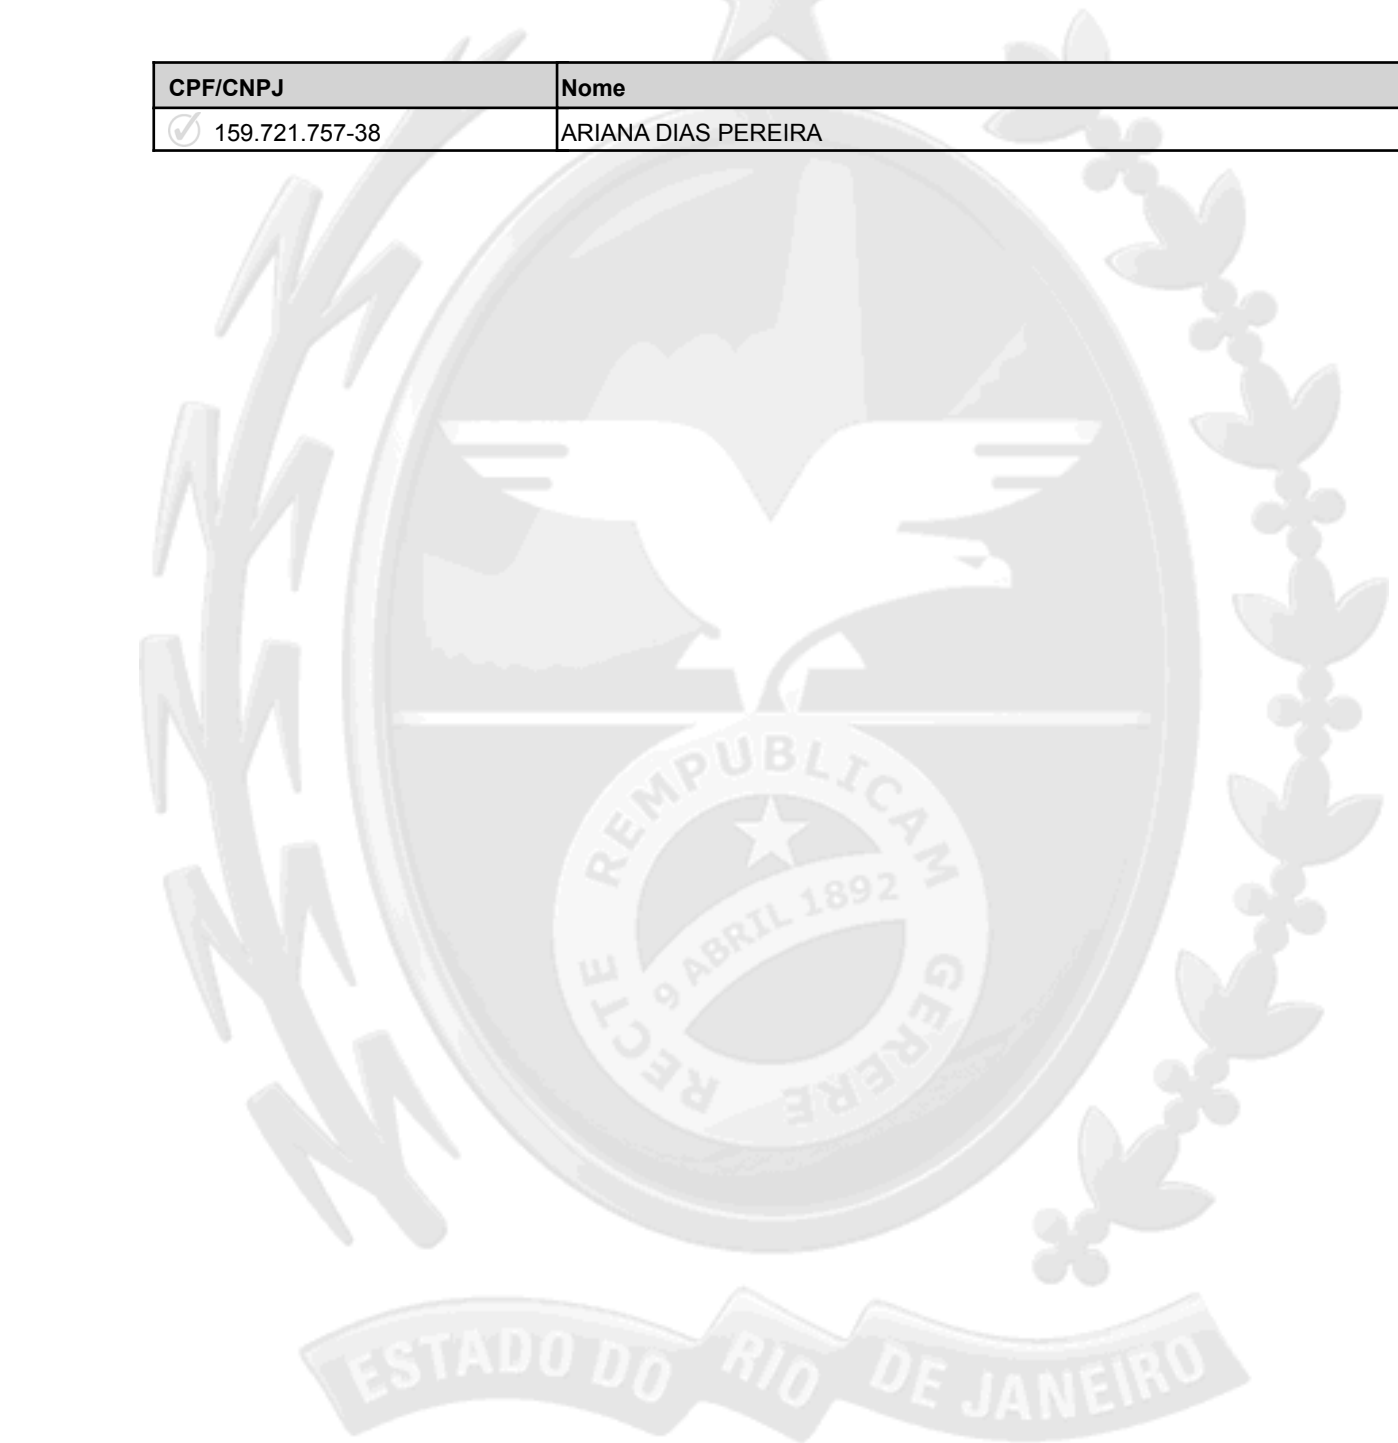 CPF/CNPJ Nome
159.721.757-38 ARIANA DIAS PEREIRA
REMPUBLICAM
9 ABRIL 1892
RECTE GERERE
ESTADO DO RIO DE JANEIRO